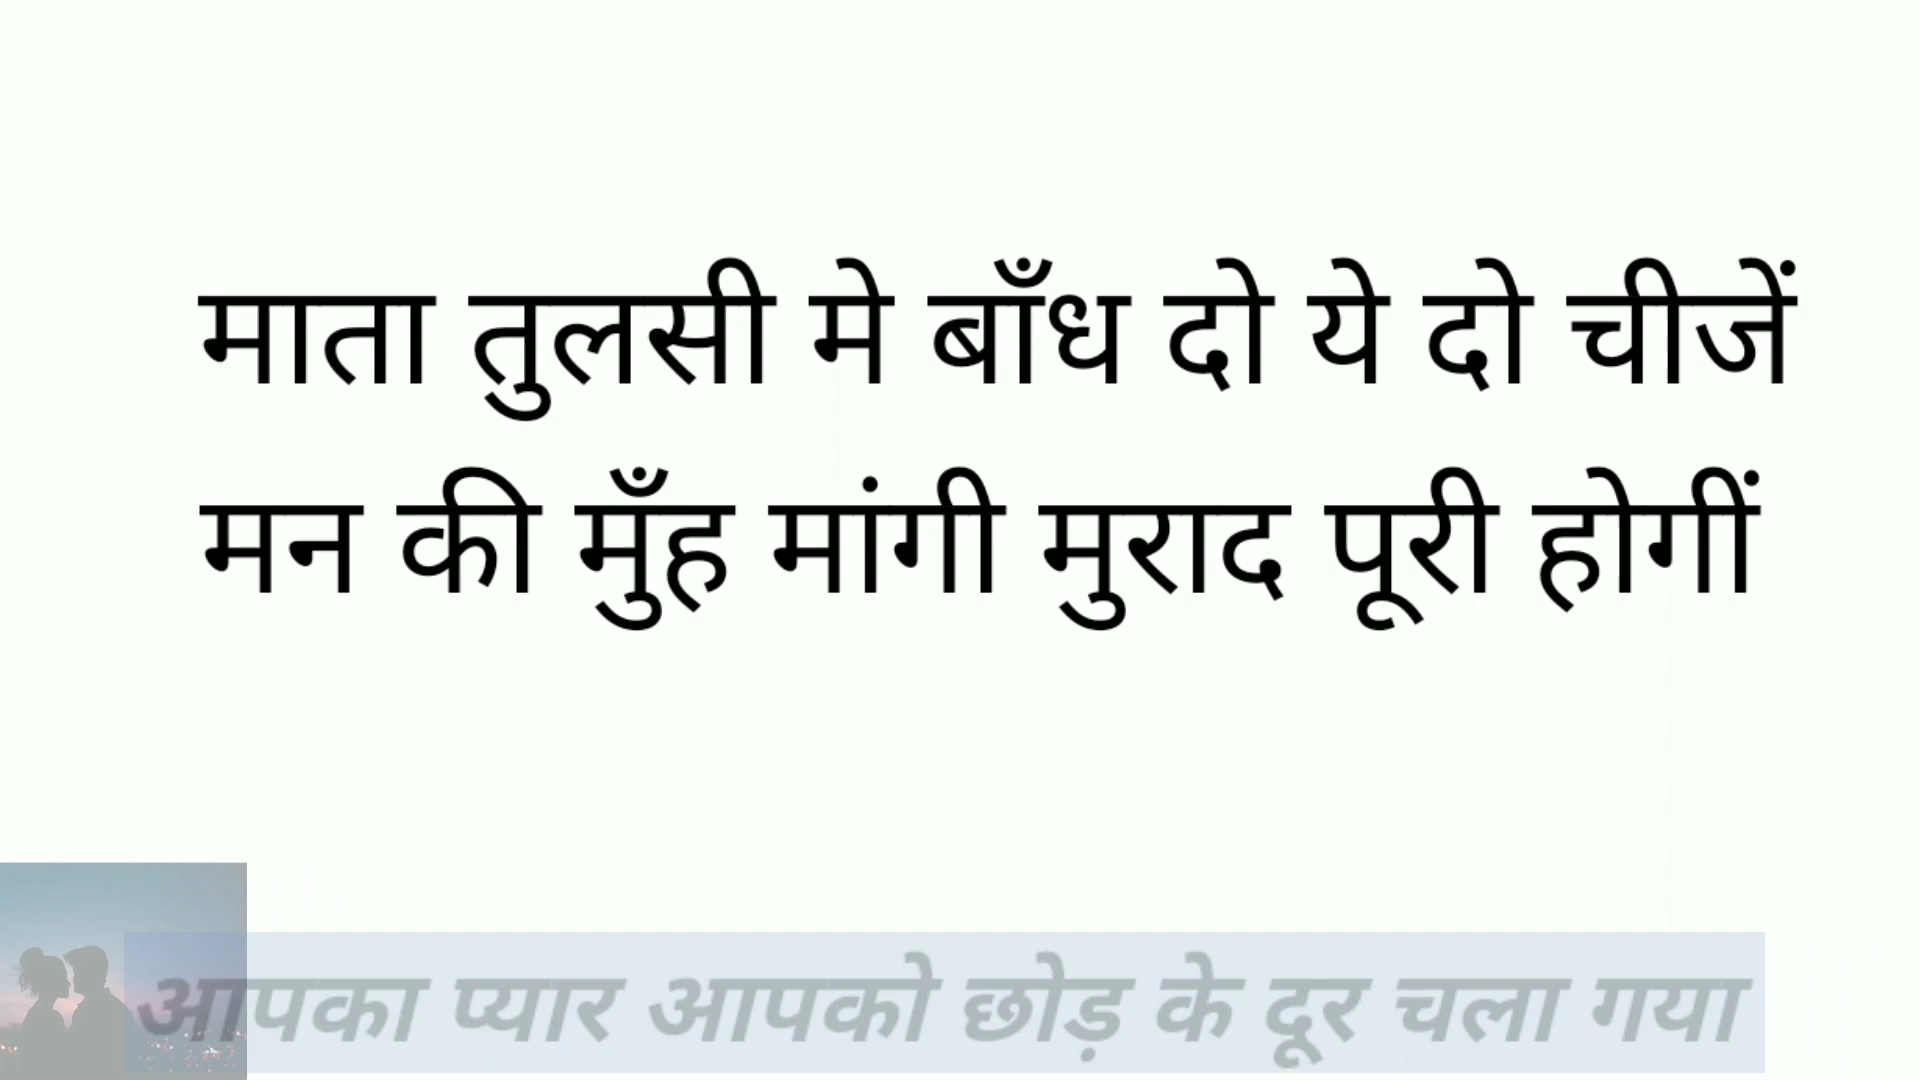 माता तुलसी मे बाँध दो ये दो चीजें
मन की मुँह मांगी मुराद पूरी होगीं
आपका प्यार आपको छोड़ के दूर चला गया